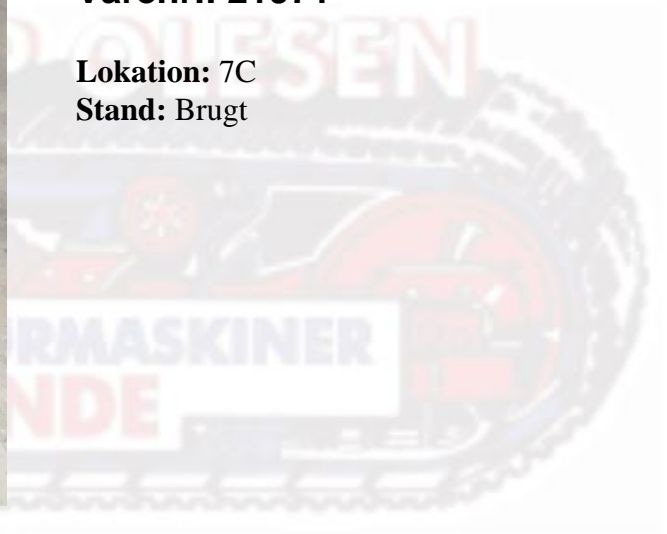 Lokation: 7C
Stand: Brugt
OLESEN
RMASKINER
NDE